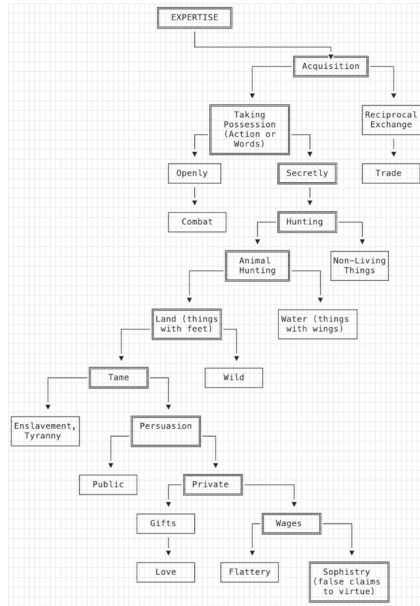 EXPERTISE
Acquisition
Taking
Possession
(Action or
Words)
Reciprocal
Exchange
Openly
Secretly
Trade
Combat
Hunting
Animal
Hunting
Non-Living
Things
Land (things
with feet)
Water (things
with wings)
Tame
Wild
Enslavement,
Tyranny
Persuasion
Public
Private
Gifts
Wages
Love
Flattery
Sophistry
(false claims
to virtue)